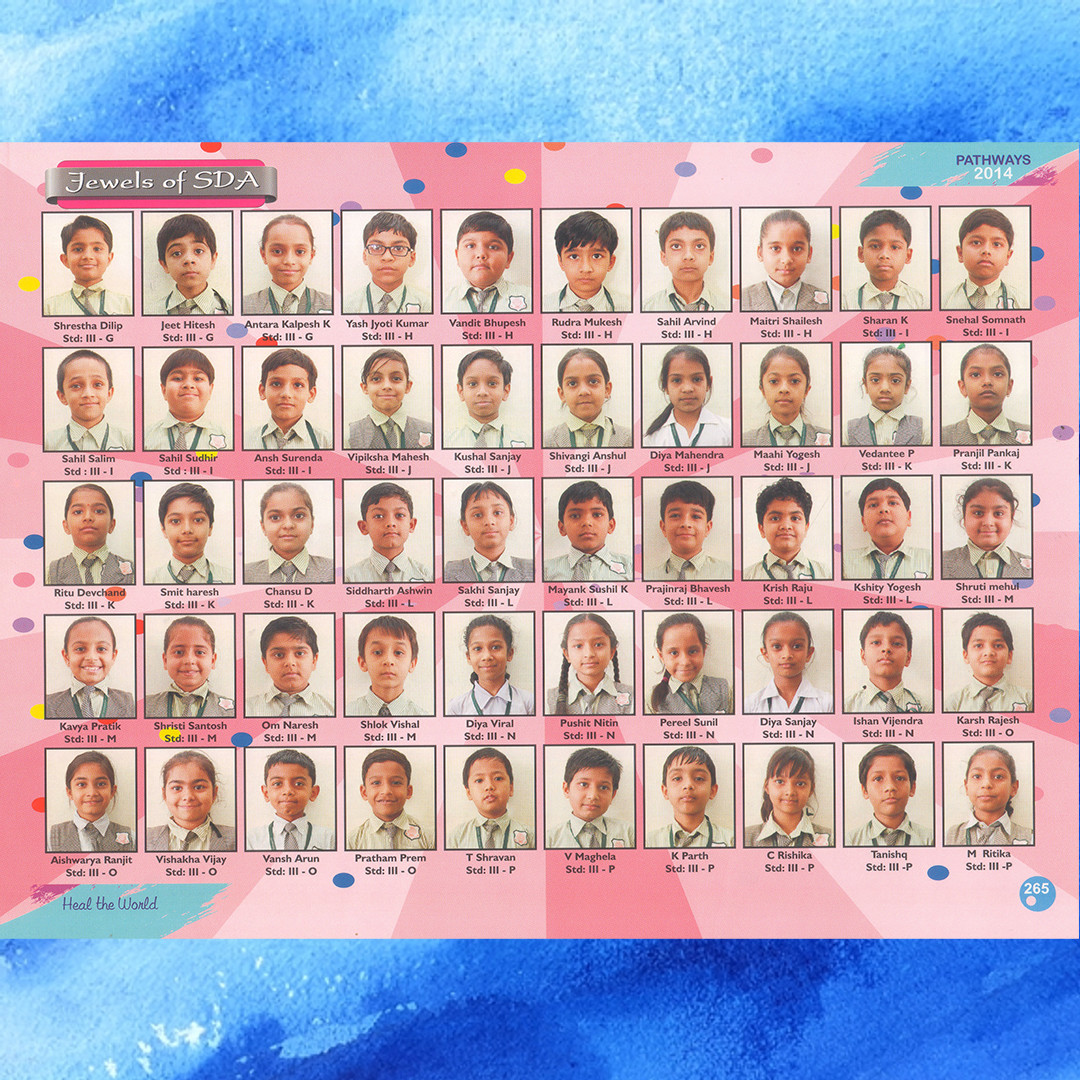 Jewels of SDA
PATHWAYS
2014
Shrestha Dilip
Std: III - G
Jeet Hitesh
Std: III - G
Antara Kalpesh K
Std: III - G
Yash Jyoti Kumar
Std: III - H
Vandit Bhupesh
Std: III - H
Rudra Mukesh
Std: III - H
Sahil Arvind
Std: III - H
Maitri Shailesh
Std: III - H
Sharan K
Std: III - I
Snehal Somnath
Std: III - I
Sahil Salim
Std : III - I
Sahil Sudhir
Std : III - I
Ansh Surenda
Std: III - I
Vipiksha Mahesh
Std: III - J
Kushal Sanjay
Std: III - J
Shivangi Anshul
Std: III - J
Diya Mahendra
Std: III - J
Maahi Yogesh
Std: III - J
Vedantee P
Std: III - K
Pranjil Pankaj
Std: III - K
Ritu Devchand
Std: III - K
Smit haresh
Std: III - K
Chansu D
Std: III - K
Siddharth Ashwin
Std: III - L
Sakhi Sanjay
Std: III - L
Mayank Sushil K
Std: III - L
Prajinraj Bhavesh
Std: III - L
Krish Raju
Std: III - L
Kshity Yogesh
Std: III - L
Shruti mehul
Std: III - M
Kavya Pratik
Std: III - M
Shristi Santosh
Std: III - M
Om Naresh
Std: III - M
Shlok Vishal
Std: III - M
Diya Viral
Std: III - N
Pushit Nitin
Std: III - N
Pereel Sunil
Std: III - N
Diya Sanjay
Std: III - N
Ishan Vijendra
Std: III - N
Karsh Rajesh
Std: III - O
Aishwarya Ranjit
Std: III - O
Vishakha Vijay
Std: III - O
Vansh Arun
Std: III - O
Pratham Prem
Std: III - O
T Shravan
Std: III - P
V Maghela
Std: III - P
K Parth
Std: III - P
C Rishika
Std: III - P
Tanishq
Std: III -P
M Ritika
Std: III -P
Heal the World
265